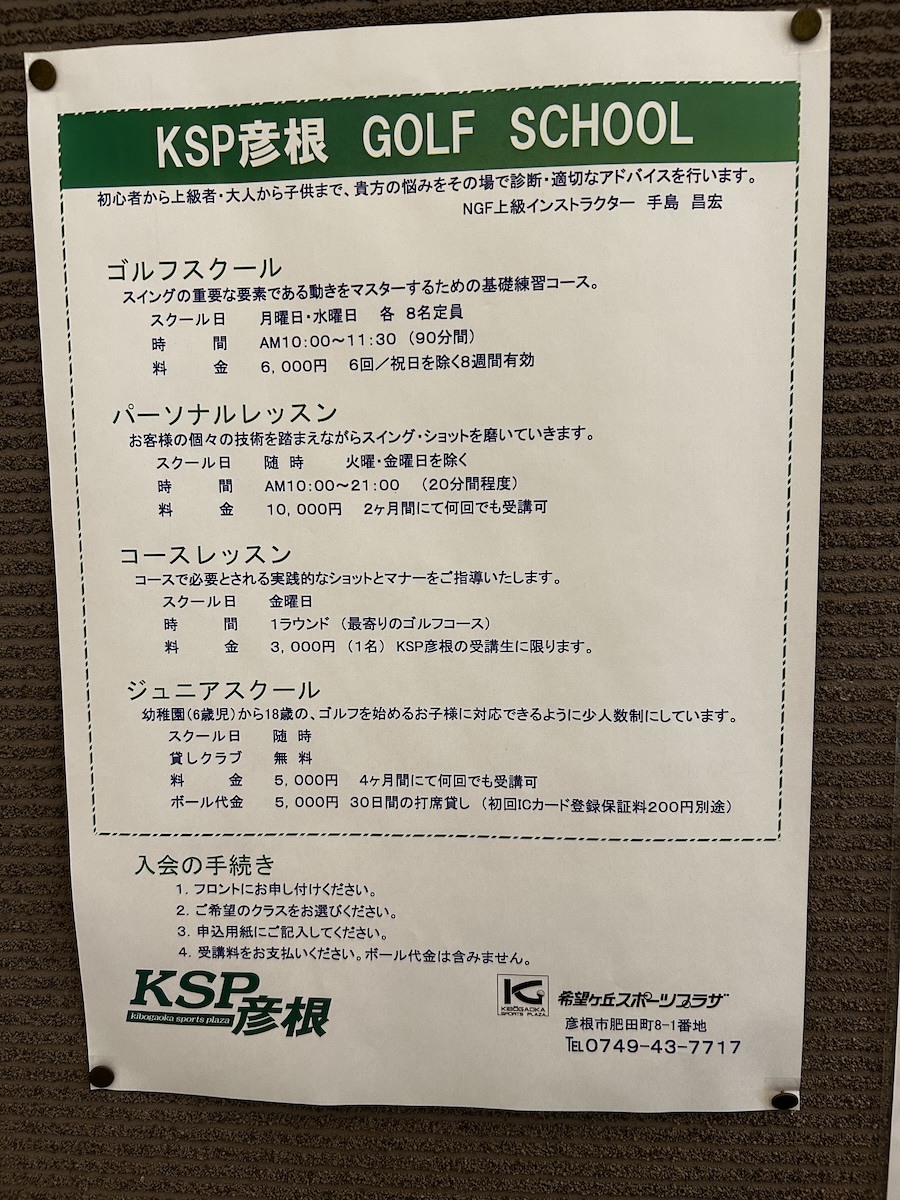 KSP彦根 GOLF SCHOOL
初心者から上級者・大人から子供まで、貴方の悩みをその場で診断・適切なアドバイスを行います。
NGF上級インストラクター 手島 昌宏
ゴルフスクール
スイングの重要な要素である動きをマスターするための基礎練習コース。
スクール日 月曜日・水曜日 各 8名定員
時 間 AM10:00～11:30 （90分間）
料 金 6,000円 6回／祝日を除く8週間有効
パーソナルレッスン
お客様の個々の技術を踏まえながらスイング・ショットを磨いていきます。
スクール日 随 時 火曜・金曜日を除く
時 間 AM10:00～21:00 （20分間程度）
料 金 10,000円 2ヶ月間にて何回でも受講可
コースレッスン
コースで必要とされる実践的なショットとマナーをご指導いたします。
スクール日 金曜日
時 間 1ラウンド （最寄りのゴルフコース）
料 金 3,000円 （1名） KSP彦根の受講生に限ります。
ジュニアスクール
幼稚園（6歳児）から18歳の、ゴルフを始めるお子様に対応できるように少人数制にしています。
スクール日 随 時
貸しクラブ 無 料
料 金 5,000円 4ヶ月間にて何回でも受講可
ボール代金 5,000円 30日間の打席貸し （初回ICカード登録保証料200円別途）
入会の手続き
1. フロントにお申し付けください。
2. ご希望のクラスをお選びください。
3. 申込用紙にご記入してください。
4. 受講料をお支払いください。ボール代金は含みません。
KSP彦根
kibogaoka sports plaza
KG
KIBOGAOKA
SPORTS PLAZA
希望ヶ丘スポーツプラザ
彦根市肥田町8-1番地
℡0749-43-7717